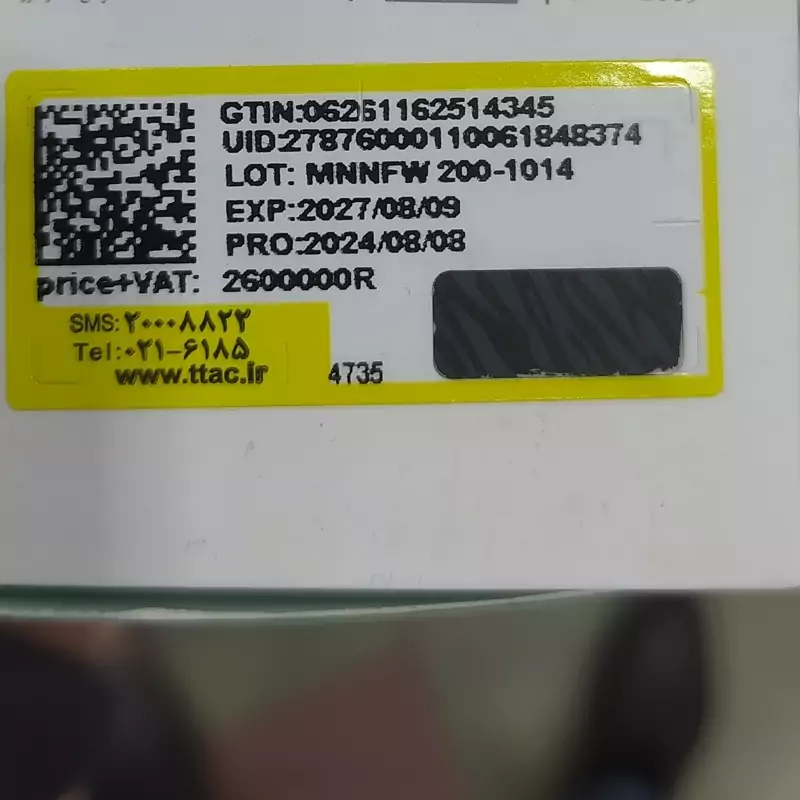 GTIN:06261162514345
UID:27876000110061848374
LOT: MNNFW 200-1014
EXP:2027/08/09
PRO:2024/08/08
price+VAT: 2600000R
SMS:۲۰۰۰۸۸۲۲
Tel:۰۲۱-۶۱۸۵
www.ttac.ir
4735